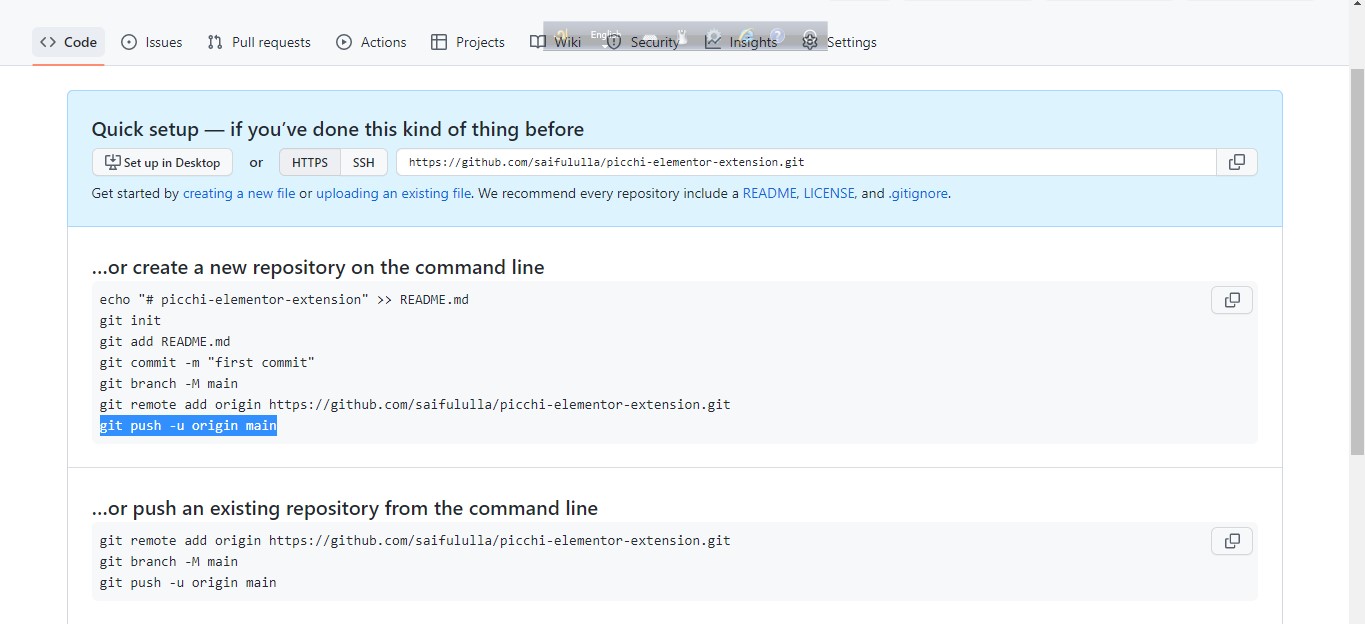 Code Issues Pull requests Actions Projects Wiki Security Insights Settings
English
Quick setup — if you’ve done this kind of thing before
Set up in Desktop or HTTPS SSH https://github.com/saifululla/picchi-elementor-extension.git
Get started by creating a new file or uploading an existing file. We recommend every repository include a README, LICENSE, and .gitignore.
…or create a new repository on the command line
echo "# picchi-elementor-extension" >> README.md
git init
git add README.md
git commit -m "first commit"
git branch -M main
git remote add origin https://github.com/saifululla/picchi-elementor-extension.git
git push -u origin main
…or push an existing repository from the command line
git remote add origin https://github.com/saifululla/picchi-elementor-extension.git
git branch -M main
git push -u origin main